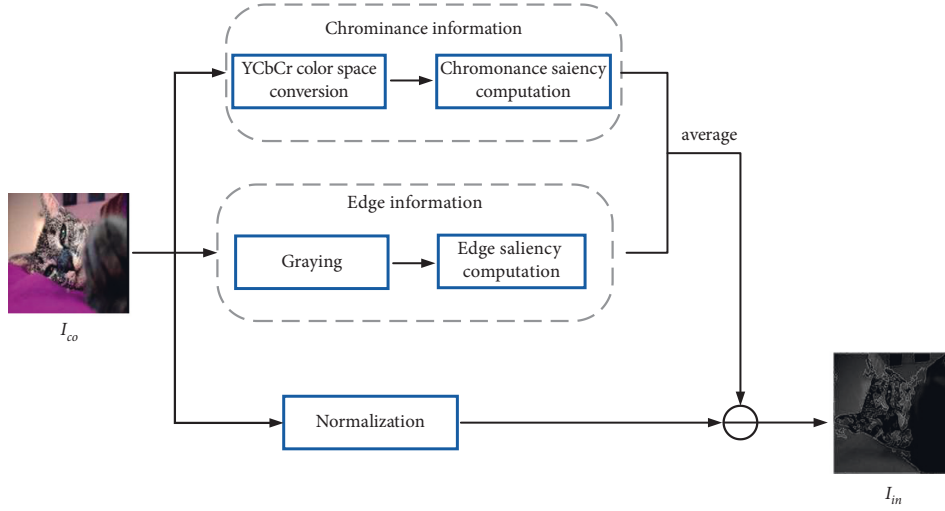 Chrominance information
YCbCr color space
conversion
Chromonance saiency
computation
average
Edge information
Graying
Edge saliency
computation
I_co
Normalization
I_in